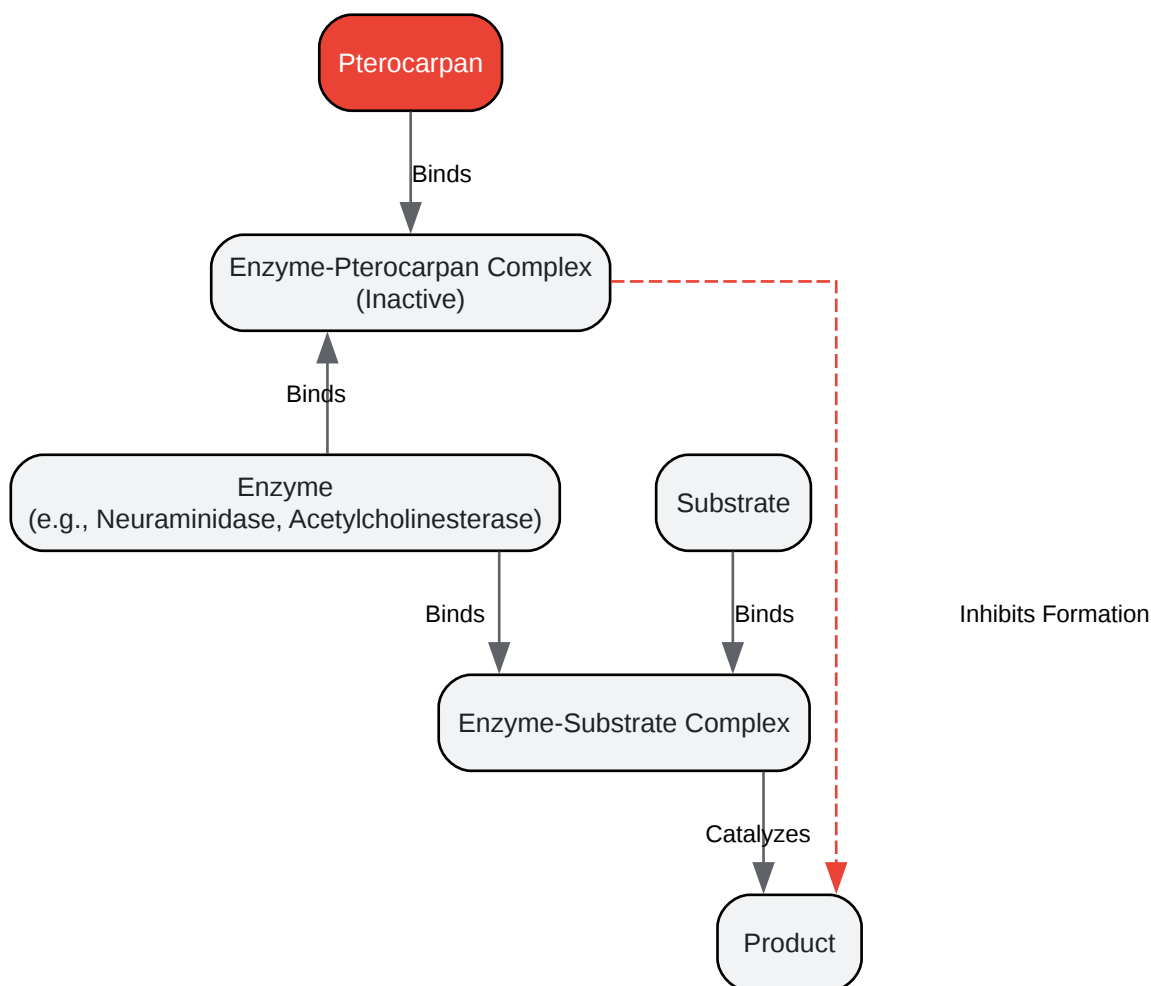 Pterocarpan
Binds
Enzyme-Pterocarpan Complex
(Inactive)
Binds
Enzyme
(e.g., Neuraminidase, Acetylcholinesterase)
Substrate
Binds
Binds
Inhibits Formation
Enzyme-Substrate Complex
Catalyzes
Product